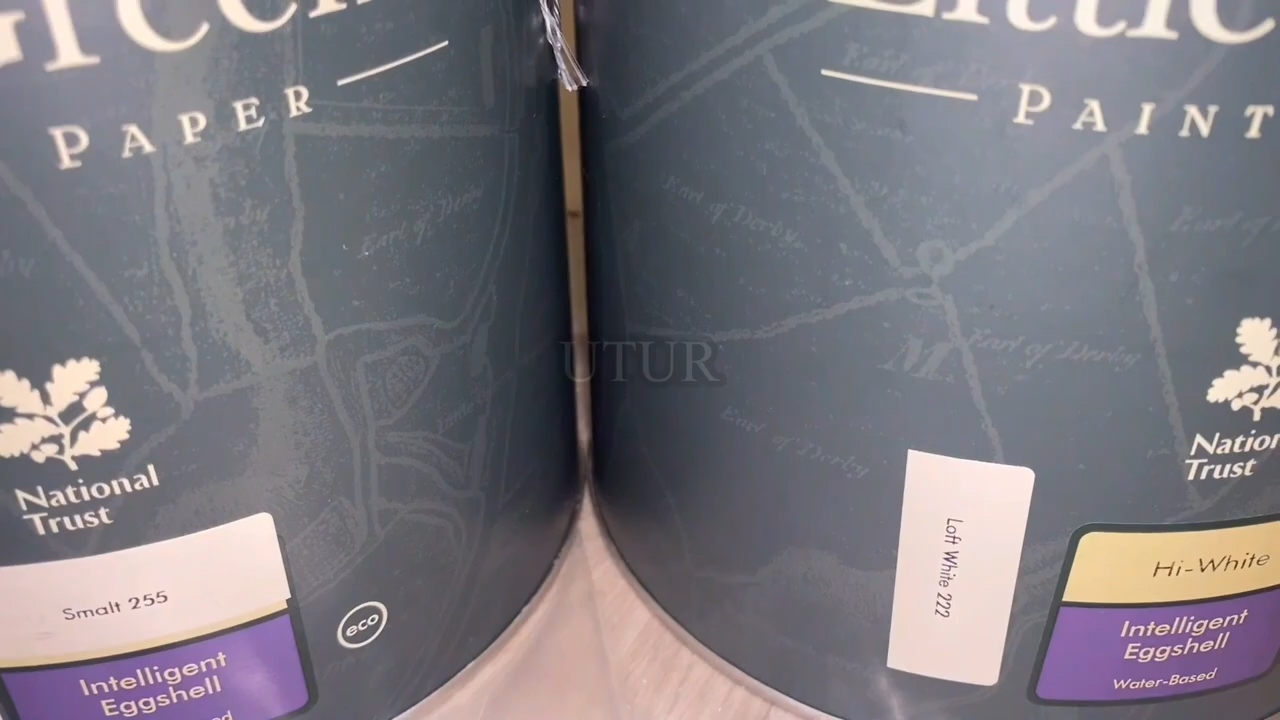 PAPER
Earl of Derby
National
Trust
Smalt 255
Intelligent
Eggshell
eco
UTUR
PAINT
Earl of Derby
M.
Earl of Derby
Earl of Derby
Loft White 222
Trust
Hi-White
Intelligent
Eggshell
Water-Based